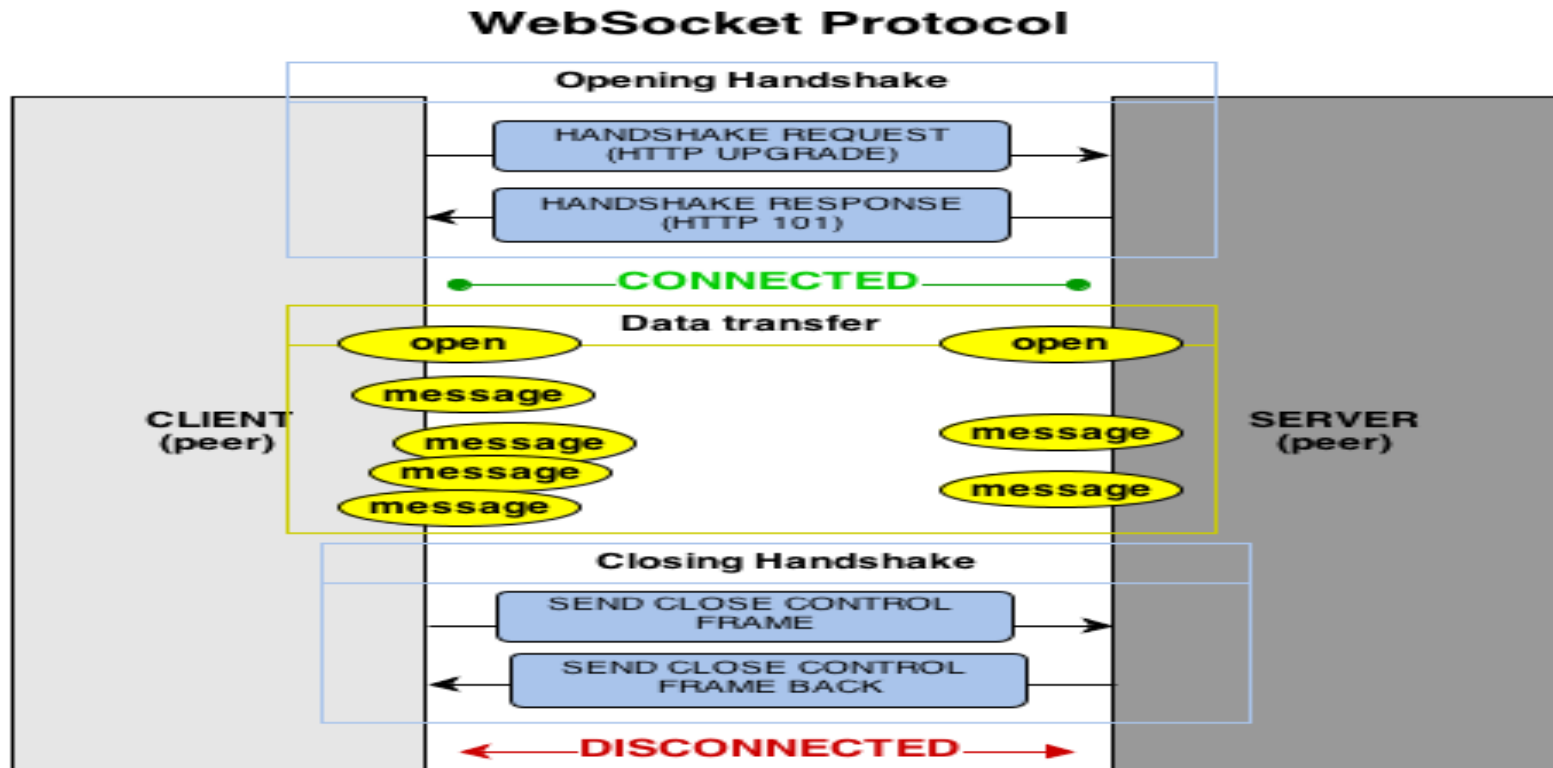 WebSocket Protocol
Opening Handshake
HANDSHAKE REQUEST
(HTTP UPGRADE)
HANDSHAKE RESPONSE
(HTTP 101)
CONNECTED
Data transfer
open
open
message
message
message
message
message
message
CLIENT
(peer)
SERVER
(peer)
Closing Handshake
SEND CLOSE CONTROL
FRAME
SEND CLOSE CONTROL
FRAME BACK
DISCONNECTED